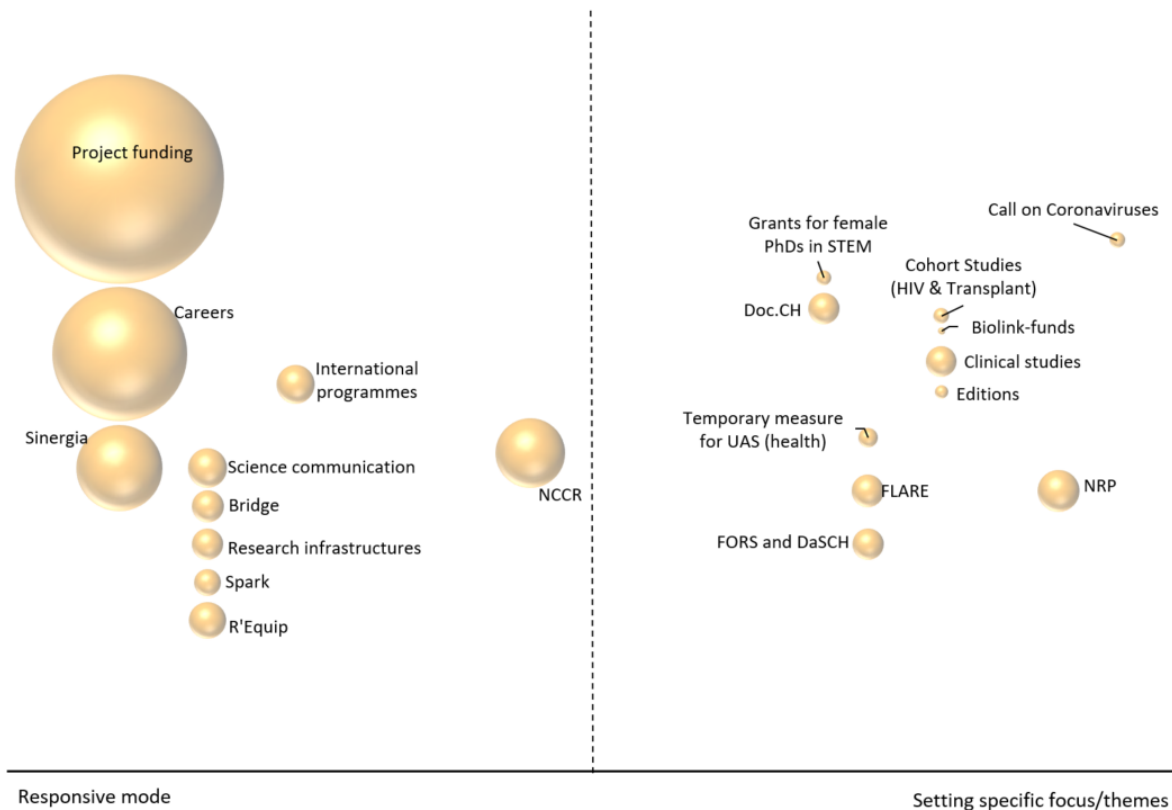 Project funding
Careers
Sinergia
International
programmes
Science communication
Bridge
Research infrastructures
Spark
R'Equip
NCCR
Grants for female
PhDs in STEM
Doc.CH
Call on Coronaviruses
Cohort Studies
(HIV & Transplant)
Biolink-funds
Clinical studies
Editions
Temporary measure
for UAS (health)
FLARE
NRP
FORS and DaSCH
Responsive mode
Setting specific focus/themes